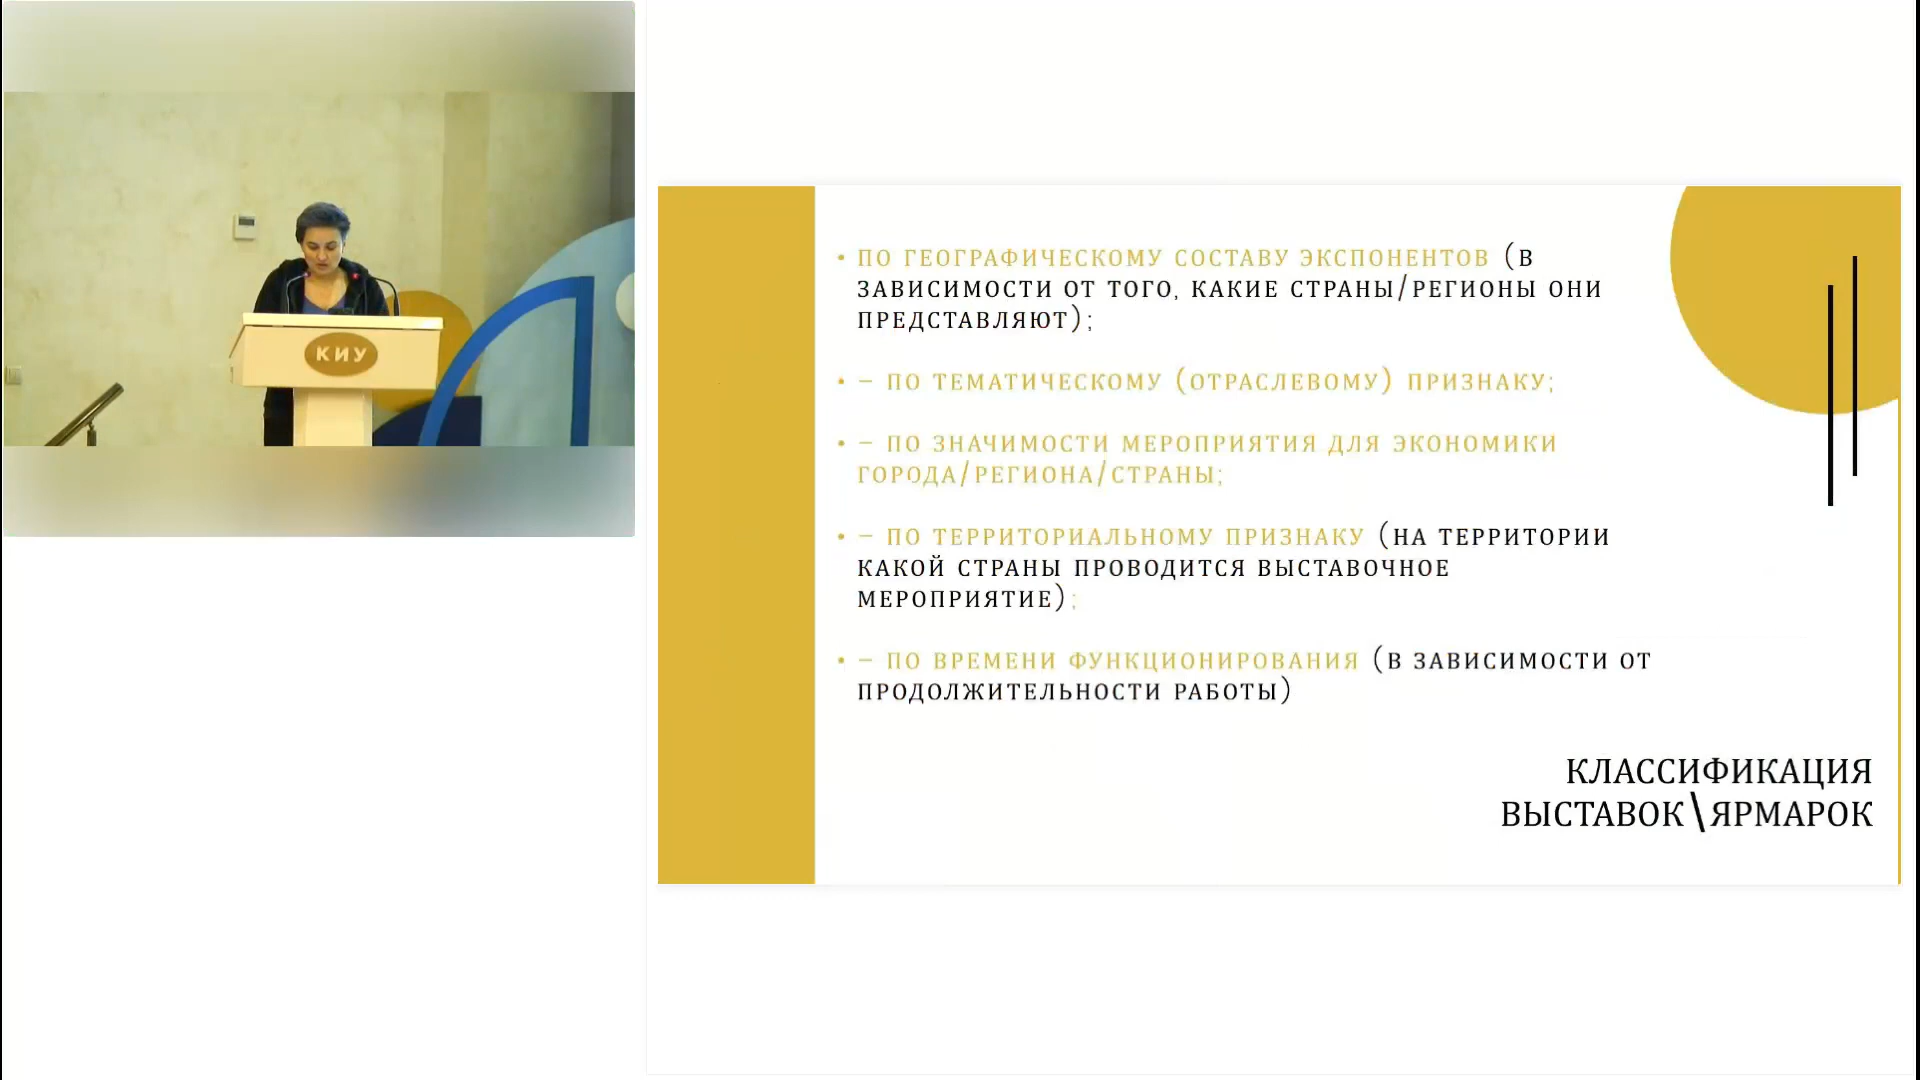 КИУ
• ПО ГЕОГРАФИЧЕСКОМУ СОСТАВУ ЭКСПОНЕНТОВ (В
ЗАВИСИМОСТИ ОТ ТОГО, КАКИЕ СТРАНЫ/РЕГИОНЫ ОНИ
ПРЕДСТАВЛЯЮТ);
• – ПО ТЕМАТИЧЕСКОМУ (ОТРАСЛЕВОМУ) ПРИЗНАКУ;
• – ПО ЗНАЧИМОСТИ МЕРОПРИЯТИЯ ДЛЯ ЭКОНОМИКИ
ГОРОДА/РЕГИОНА/СТРАНЫ;
• – ПО ТЕРРИТОРИАЛЬНОМУ ПРИЗНАКУ (НА ТЕРРИТОРИИ
КАКОЙ СТРАНЫ ПРОВОДИТСЯ ВЫСТАВОЧНОЕ
МЕРОПРИЯТИЕ);
• – ПО ВРЕМЕНИ ФУНКЦИОНИРОВАНИЯ (В ЗАВИСИМОСТИ ОТ
ПРОДОЛЖИТЕЛЬНОСТИ РАБОТЫ)
КЛАССИФИКАЦИЯ
ВЫСТАВОК\ЯРМАРОК